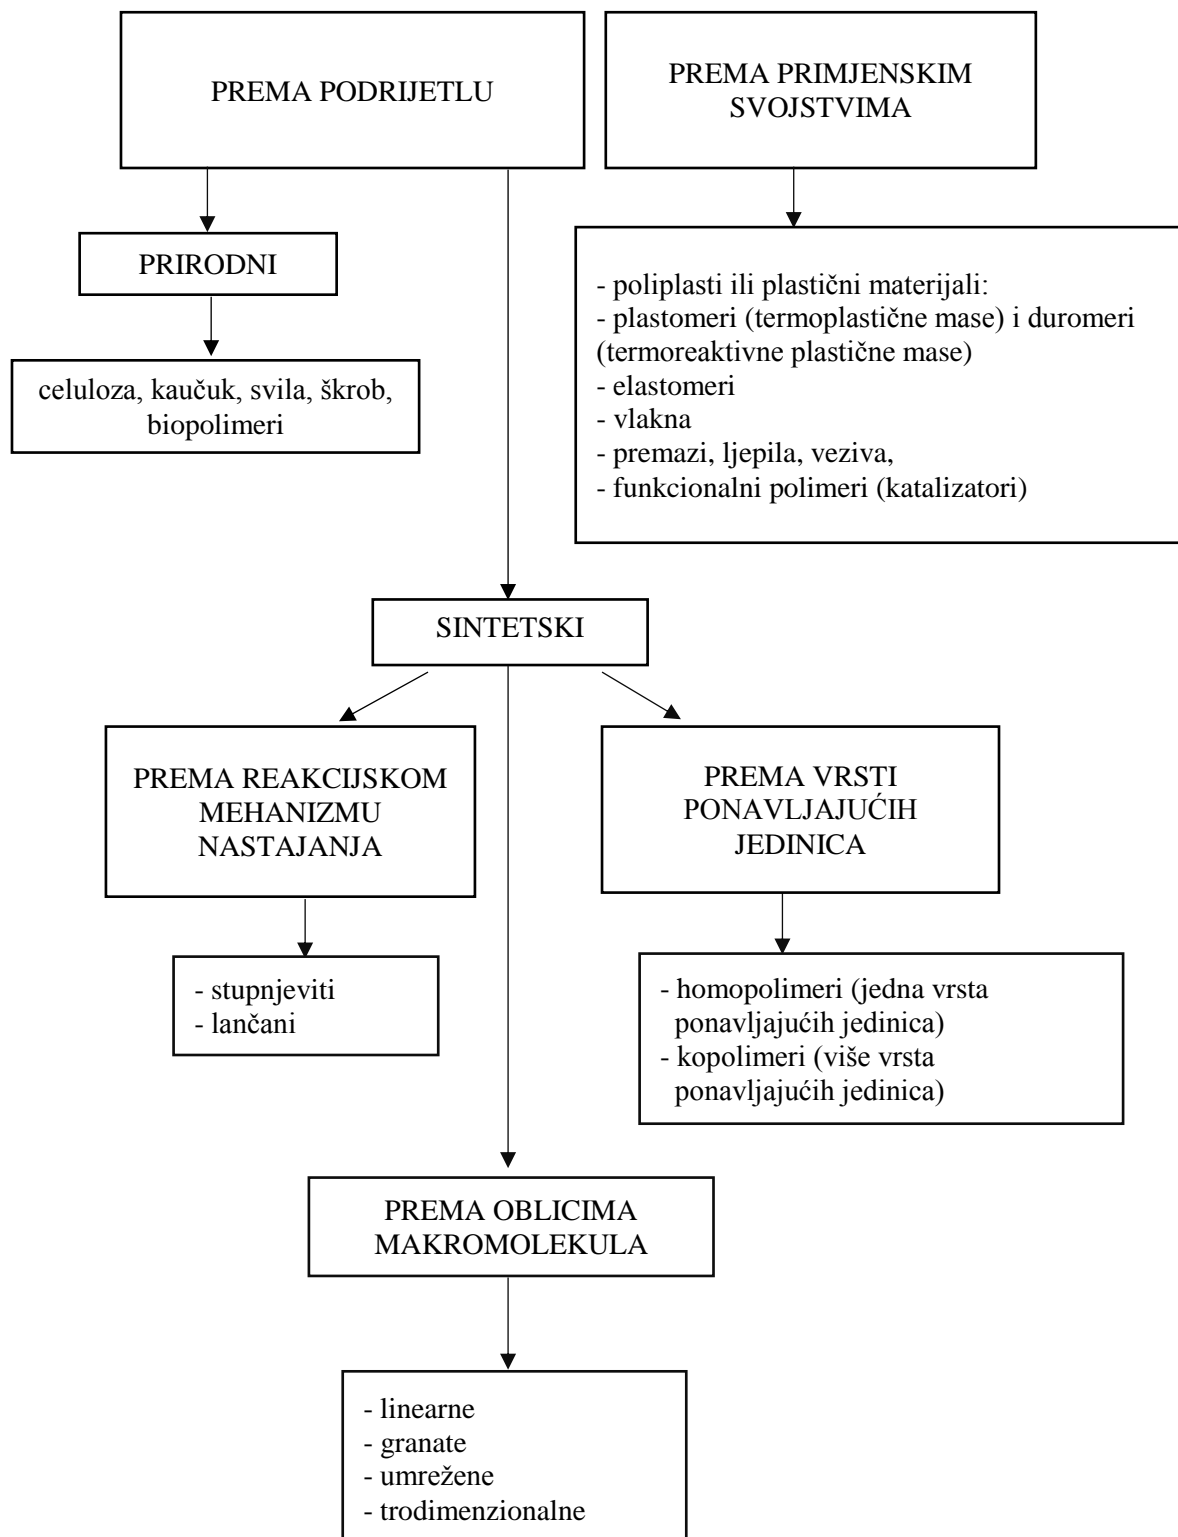 PREMA PODRIJETLU
PREMA PRIMJENSKIM
SVOJSTVIMA
PRIRODNI
celuloza, kaučuk, svila, škrob,
biopolimeri
- poliplasti ili plastični materijali:
- plastomeri (termoplastične mase) i duromeri
(termoreaktivne plastične mase)
- elastomeri
- vlakna
- premazi, ljepila, veziva,
- funkcionalni polimeri (katalizatori)
SINTETSKI
PREMA REAKCIJSKOM
MEHANIZMU
NASTAJANJA
PREMA VRSTI
PONAVLJAJUĆIH
JEDINICA
- stupnjeviti
- lančani
- homopolimeri (jedna vrsta
ponavljajućih jedinica)
- kopolimeri (više vrsta
ponavljajućih jedinica)
PREMA OBLICIMA
MAKROMOLEKULA
- linearne
- granate
- umrežene
- trodimenzionalne